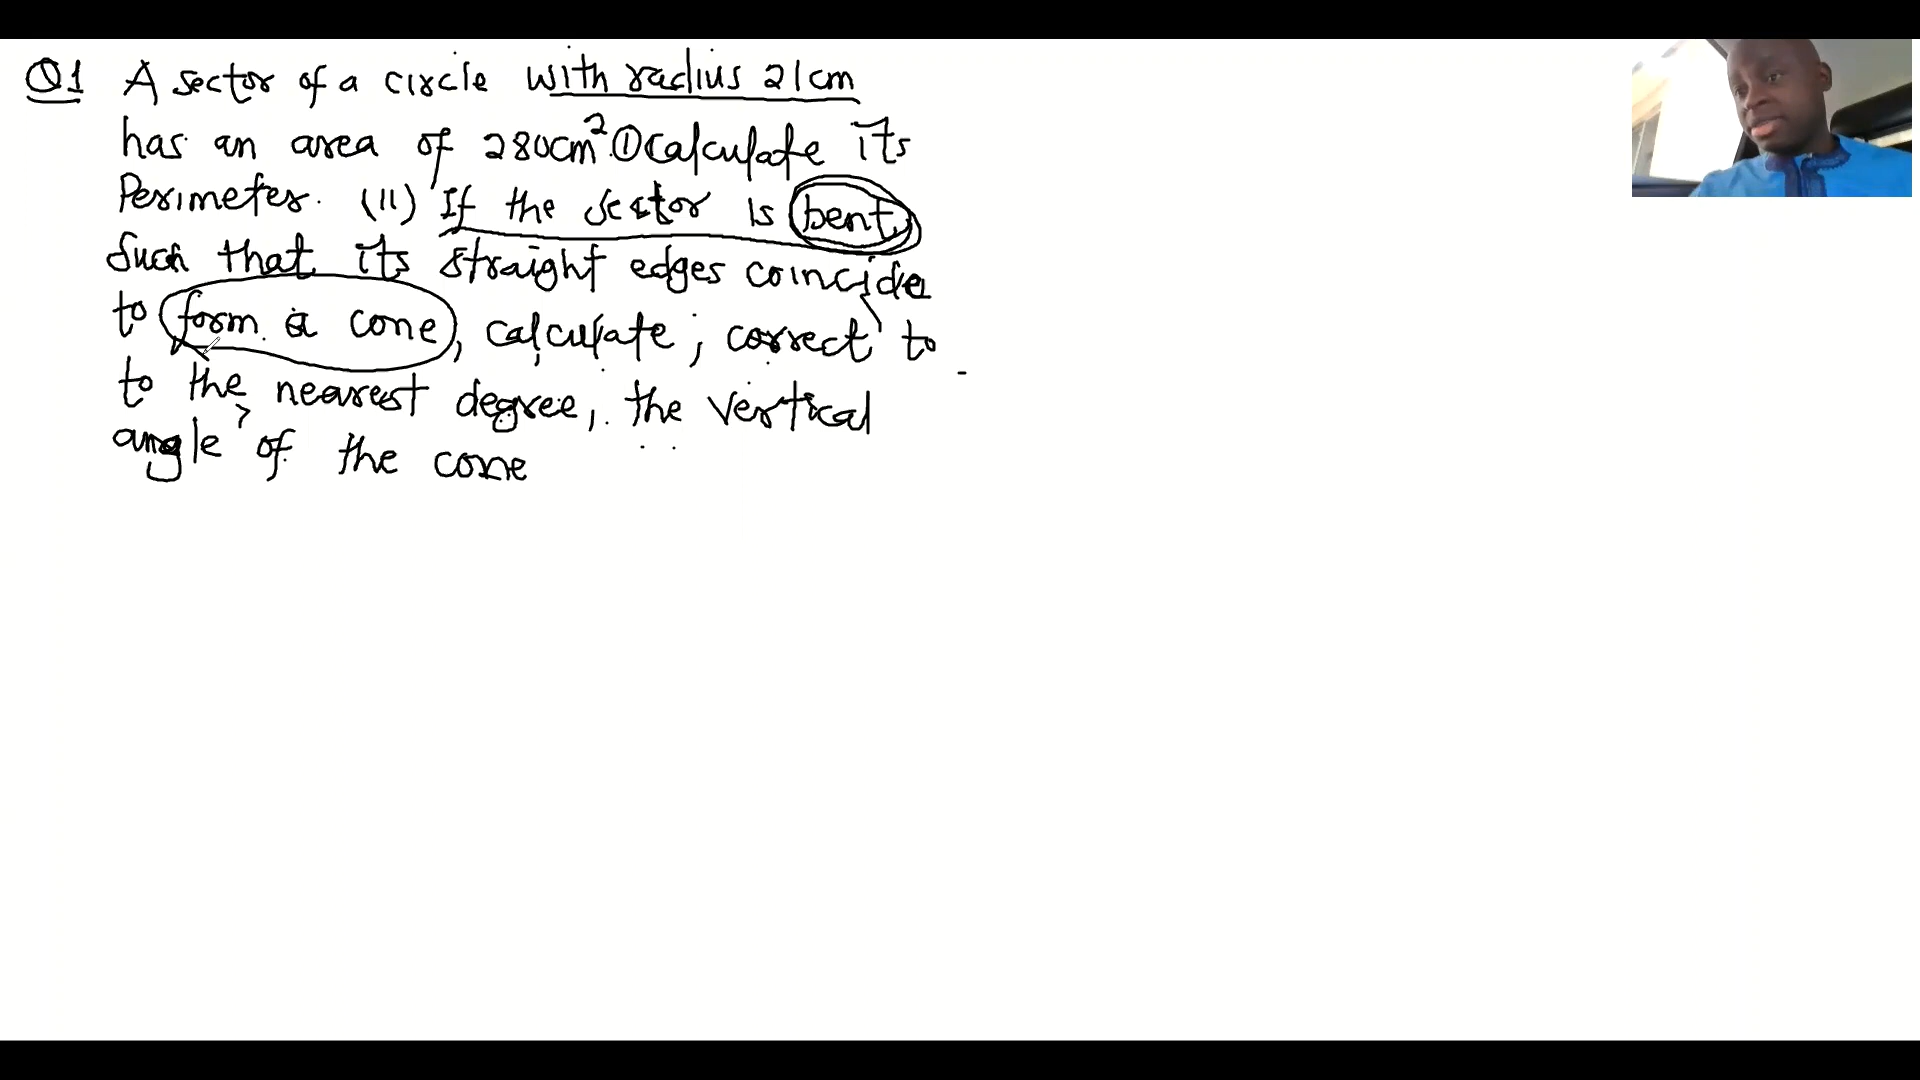 Q1 A sector of a circle with radius 21cm
has an area of 280cm² ① Calculate its
Perimeter. (11) If the sector is bent
Such that its straight edges coincide
to form a cone, calculate, correct to
to the nearest degree, the vertical
angle of the cone